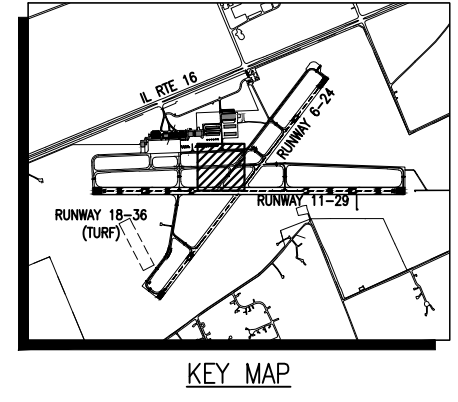 IL RTE 16
RUNWAY 6-24
RUNWAY 18-36
(TURF)
RUNWAY 11-29
KEY MAP